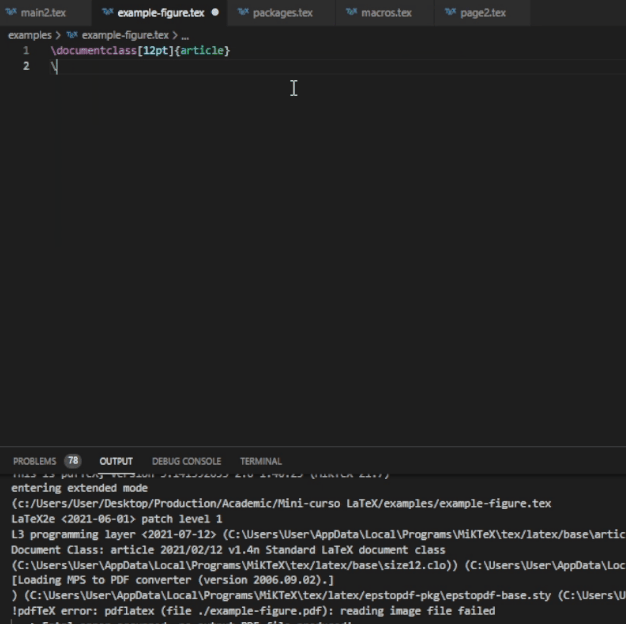 main2.tex example-figure.tex packages.tex macros.tex page2.tex
examples > example-figure.tex > ...
1 \documentclass[12pt]{article}
2 \
PROBLEMS 78 OUTPUT DEBUG CONSOLE TERMINAL
entering extended mode
(c:/Users/User/Desktop/Production/Academic/Mini-curso LaTeX/examples/example-figure.tex
LaTeX2e <2021-06-01> patch level 1
L3 programming layer <2021-07-12> (C:\Users\User\AppData\Local\Programs\MiKTeX\tex/latex/base\artic
Document Class: article 2021/02/12 v1.4n Standard LaTeX document class
(C:\Users\User\AppData\Local\Programs\MiKTeX\tex/latex/base\size12.clo)) (C:\Users\User\AppData\Loc
[Loading MPS to PDF converter (version 2006.09.02).]
) (C:\Users\User\AppData\Local\Programs\MiKTeX\tex/latex/epstopdf-pkg\epstopdf-base.sty (C:\Users\U
!pdfTeX error: pdflatex (file ./example-figure.pdf): reading image file failed